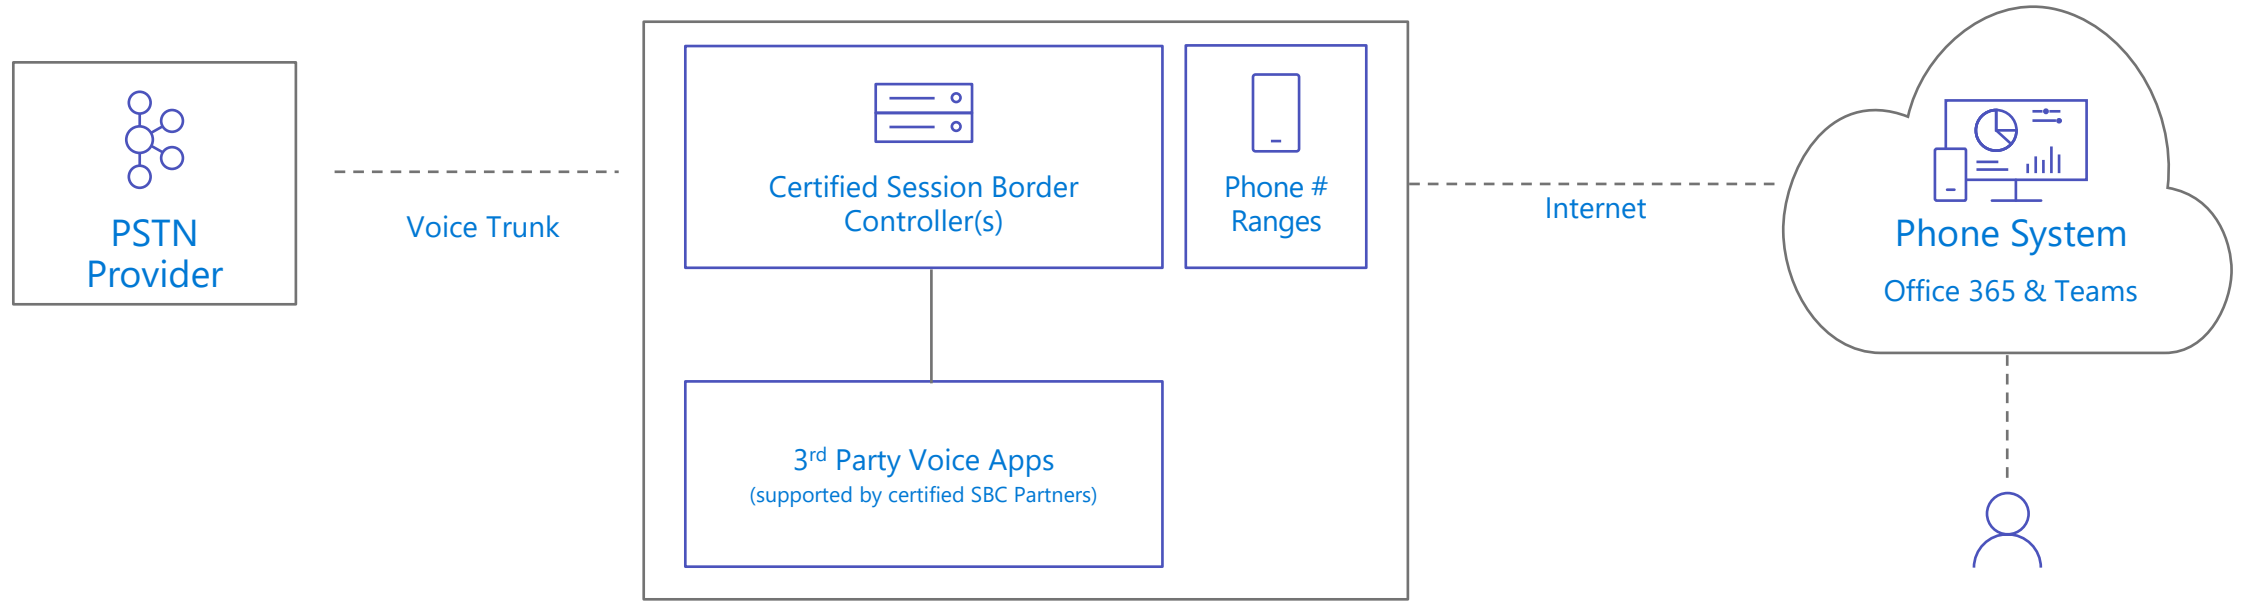 PSTN
Provider
Voice Trunk
Certified Session Border
Controller(s)
Phone #
Ranges
3rd Party Voice Apps
(supported by certified SBC Partners)
Internet
Phone System
Office 365 & Teams